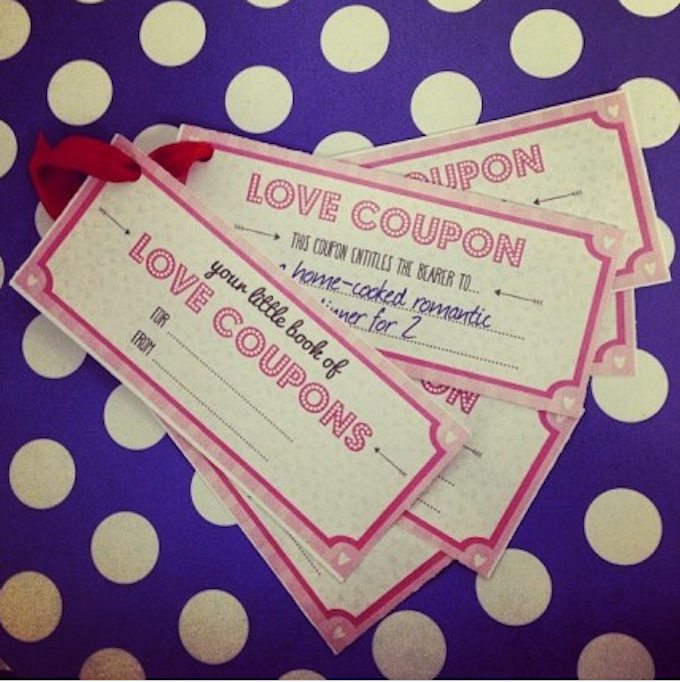 your little book of
LOVE COUPONS
FOR
FROM
LOVE COUPON
THIS COUPON ENTITLES THE BEARER TO...
home-cooked romantic
dinner for 2
COUPON